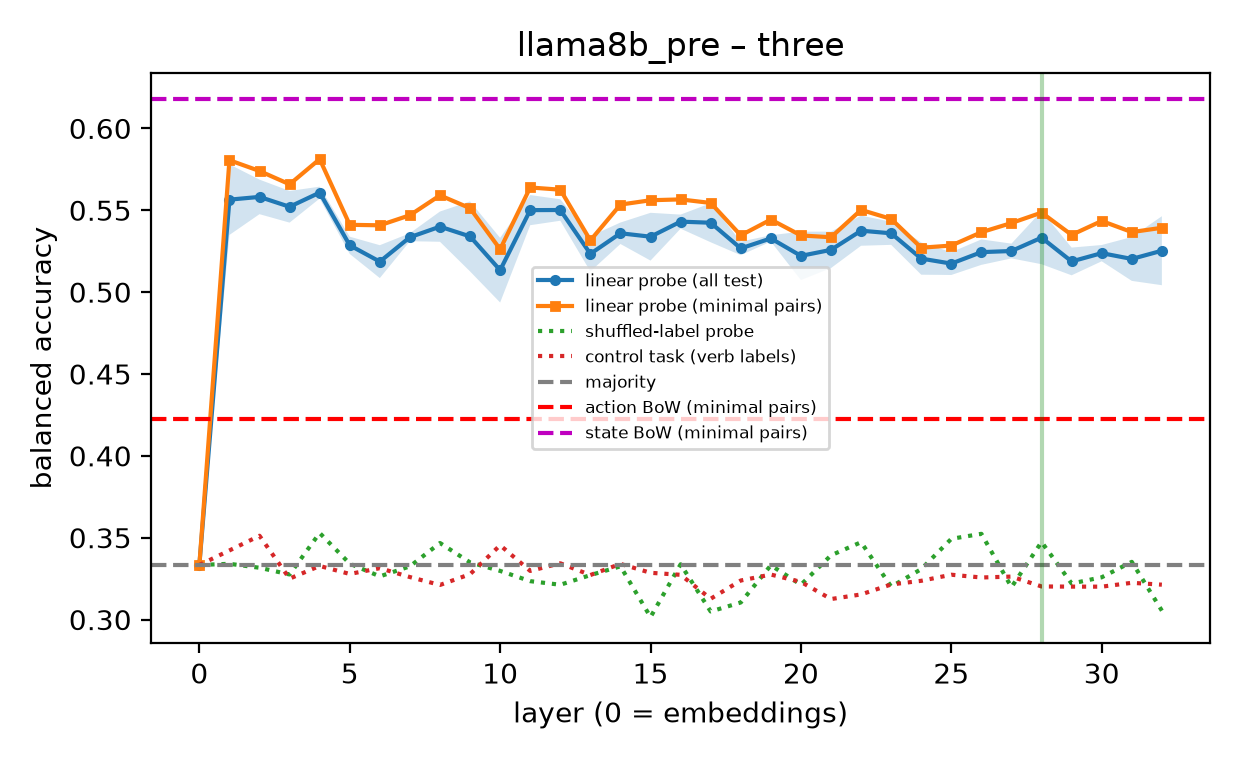 llama8b_pre – three
balanced accuracy
0.60
0.55
0.50
0.45
0.40
0.35
0.30
linear probe (all test)
linear probe (minimal pairs)
shuffled-label probe
control task (verb labels)
majority
action BoW (minimal pairs)
state BoW (minimal pairs)
0 5 10 15 20 25 30
layer (0 = embeddings)